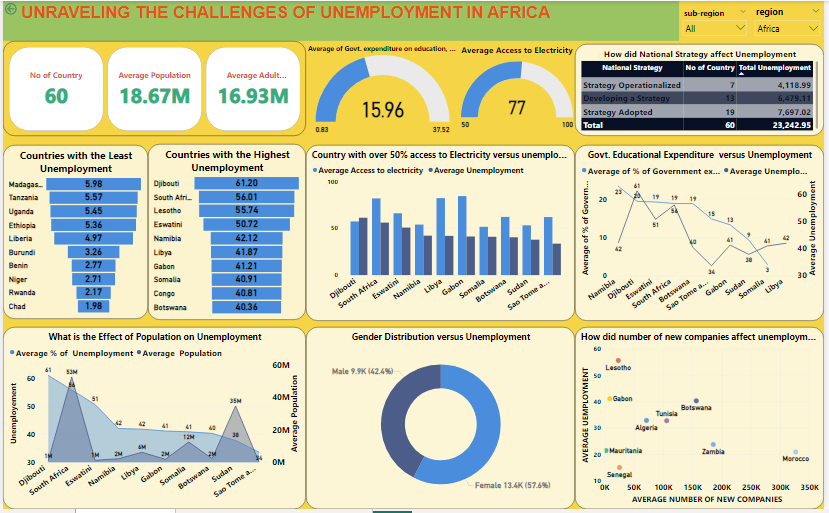 UNRAVELING THE CHALLENGES OF UNEMPLOYMENT IN AFRICA
sub-region
All
region
Africa
No of Country
60
Average Population
18.67M
Average Adult...
16.93M
Average of Govt. expenditure on education, ...
15.96
0.83
37.52
Average Access to Electricity
77
50
100
How did National Strategy affect Unemployment
National Strategy No of Country Total Unemployment
Strategy Operationalized 7 4,118.99
Developing a Strategy 13 6,479.11
Strategy Adopted 19 7,697.02
Total 60 23,242.95
Countries with the Least
Unemployment
Madagas... 5.98
Tanzania 5.57
Uganda 5.45
Ethiopia 5.36
Liberia 4.97
Burundi 3.26
Benin 2.77
Niger 2.71
Rwanda 2.17
Chad 1.98
Countries with the Highest
Unemployment
Djibouti 61.20
South Afri... 56.01
Lesotho 55.74
Eswatini 50.72
Namibia 42.12
Libya 41.87
Gabon 41.21
Somalia 40.91
Congo 40.81
Botswana 40.36
Country with over 50% access to Electricity versus unemplo...
Average Access to electricity Average Unemployment
100
50
0
Djibouti South Africa Eswatini Namibia Libya Gabon Somalia Botswana Sudan Sao Tome a...
Govt. Educational Expenditure versus Unemployment
Average of % of Government ex... Average Unemplo...
Average of % of Govern...
20
10
0
23 61 20 19 19 19 15 13 9 3
42 51 56 40 34 41 38 41 42
60
50
40
30
Average Unemployment
Namibia Djibouti Eswatini South Africa Botswana Sao Tome a... Gabon Sudan Somalia Libya
What is the Effect of Population on Unemployment
Average % of Unemployment Average Population
Unemployement
60
50
40
30
61 53M 56 51 42 42 41 41 40 35M 38 34
1M 1M 2M 6M 2M 12M 2M
60M
40M
20M
0M
Average Population
Djibouti South Africa Eswatini Namibia Libya Gabon Somalia Botswana Sudan Sao Tome a...
Gender Distribution versus Unemployment
Male 9.9K (42.4%)
Female 13.4K (57.6%)
How did number of new companies affect unemploym...
AVERAGE UEMPLOYMENT
60
50
40
30
20
10
Lesotho
Gabon
Botswana
Tunisia
Algeria
Mauritania
Zambia
Morocco
Senegal
0K 50K 100K 150K 200K 250K 300K 350K
AVERAGE NUMBER OF NEW COMPANIES